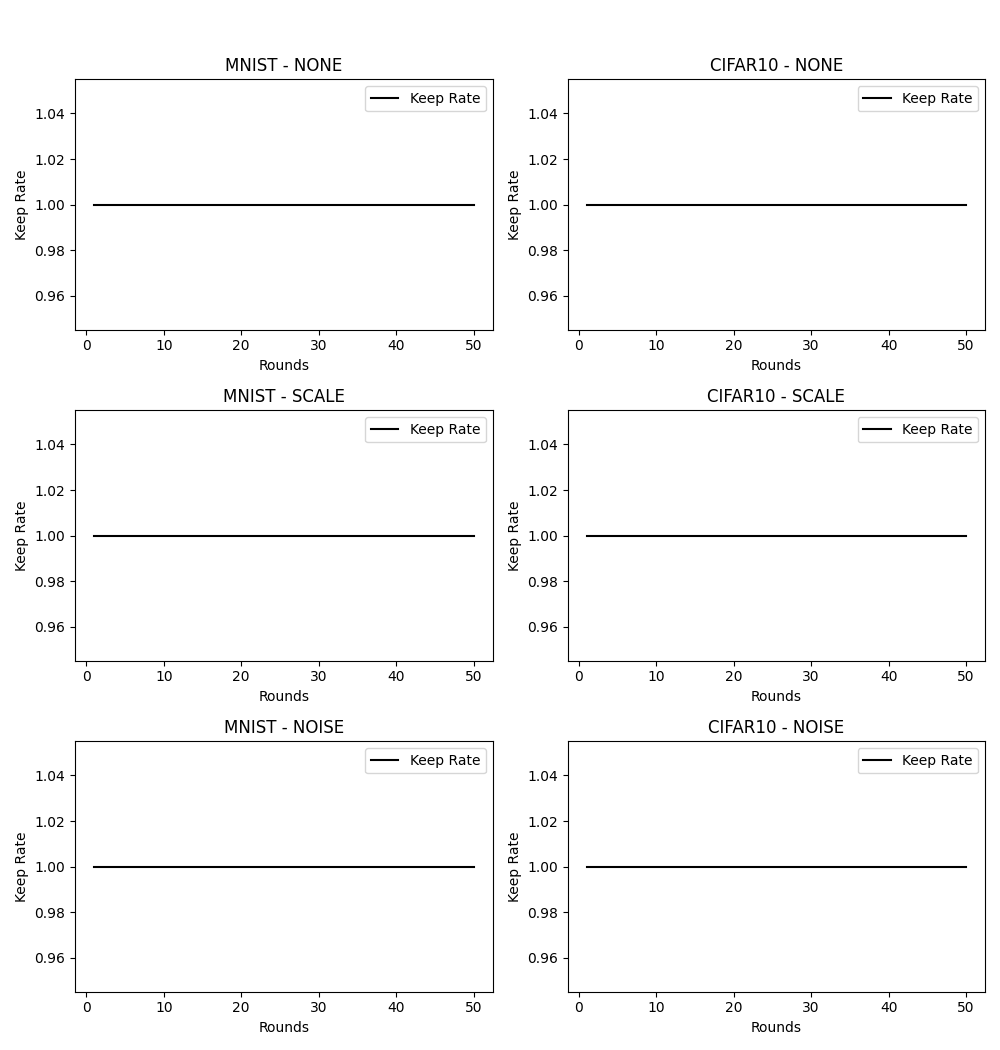 MNIST - NONE
Keep Rate
1.04
1.02
1.00
0.98
0.96
Keep Rate
0 10 20 30 40 50
Rounds
CIFAR10 - NONE
Keep Rate
1.04
1.02
1.00
0.98
0.96
Keep Rate
0 10 20 30 40 50
Rounds
MNIST - SCALE
Keep Rate
1.04
1.02
1.00
0.98
0.96
Keep Rate
0 10 20 30 40 50
Rounds
CIFAR10 - SCALE
Keep Rate
1.04
1.02
1.00
0.98
0.96
Keep Rate
0 10 20 30 40 50
Rounds
MNIST - NOISE
Keep Rate
1.04
1.02
1.00
0.98
0.96
Keep Rate
0 10 20 30 40 50
Rounds
CIFAR10 - NOISE
Keep Rate
1.04
1.02
1.00
0.98
0.96
Keep Rate
0 10 20 30 40 50
Rounds